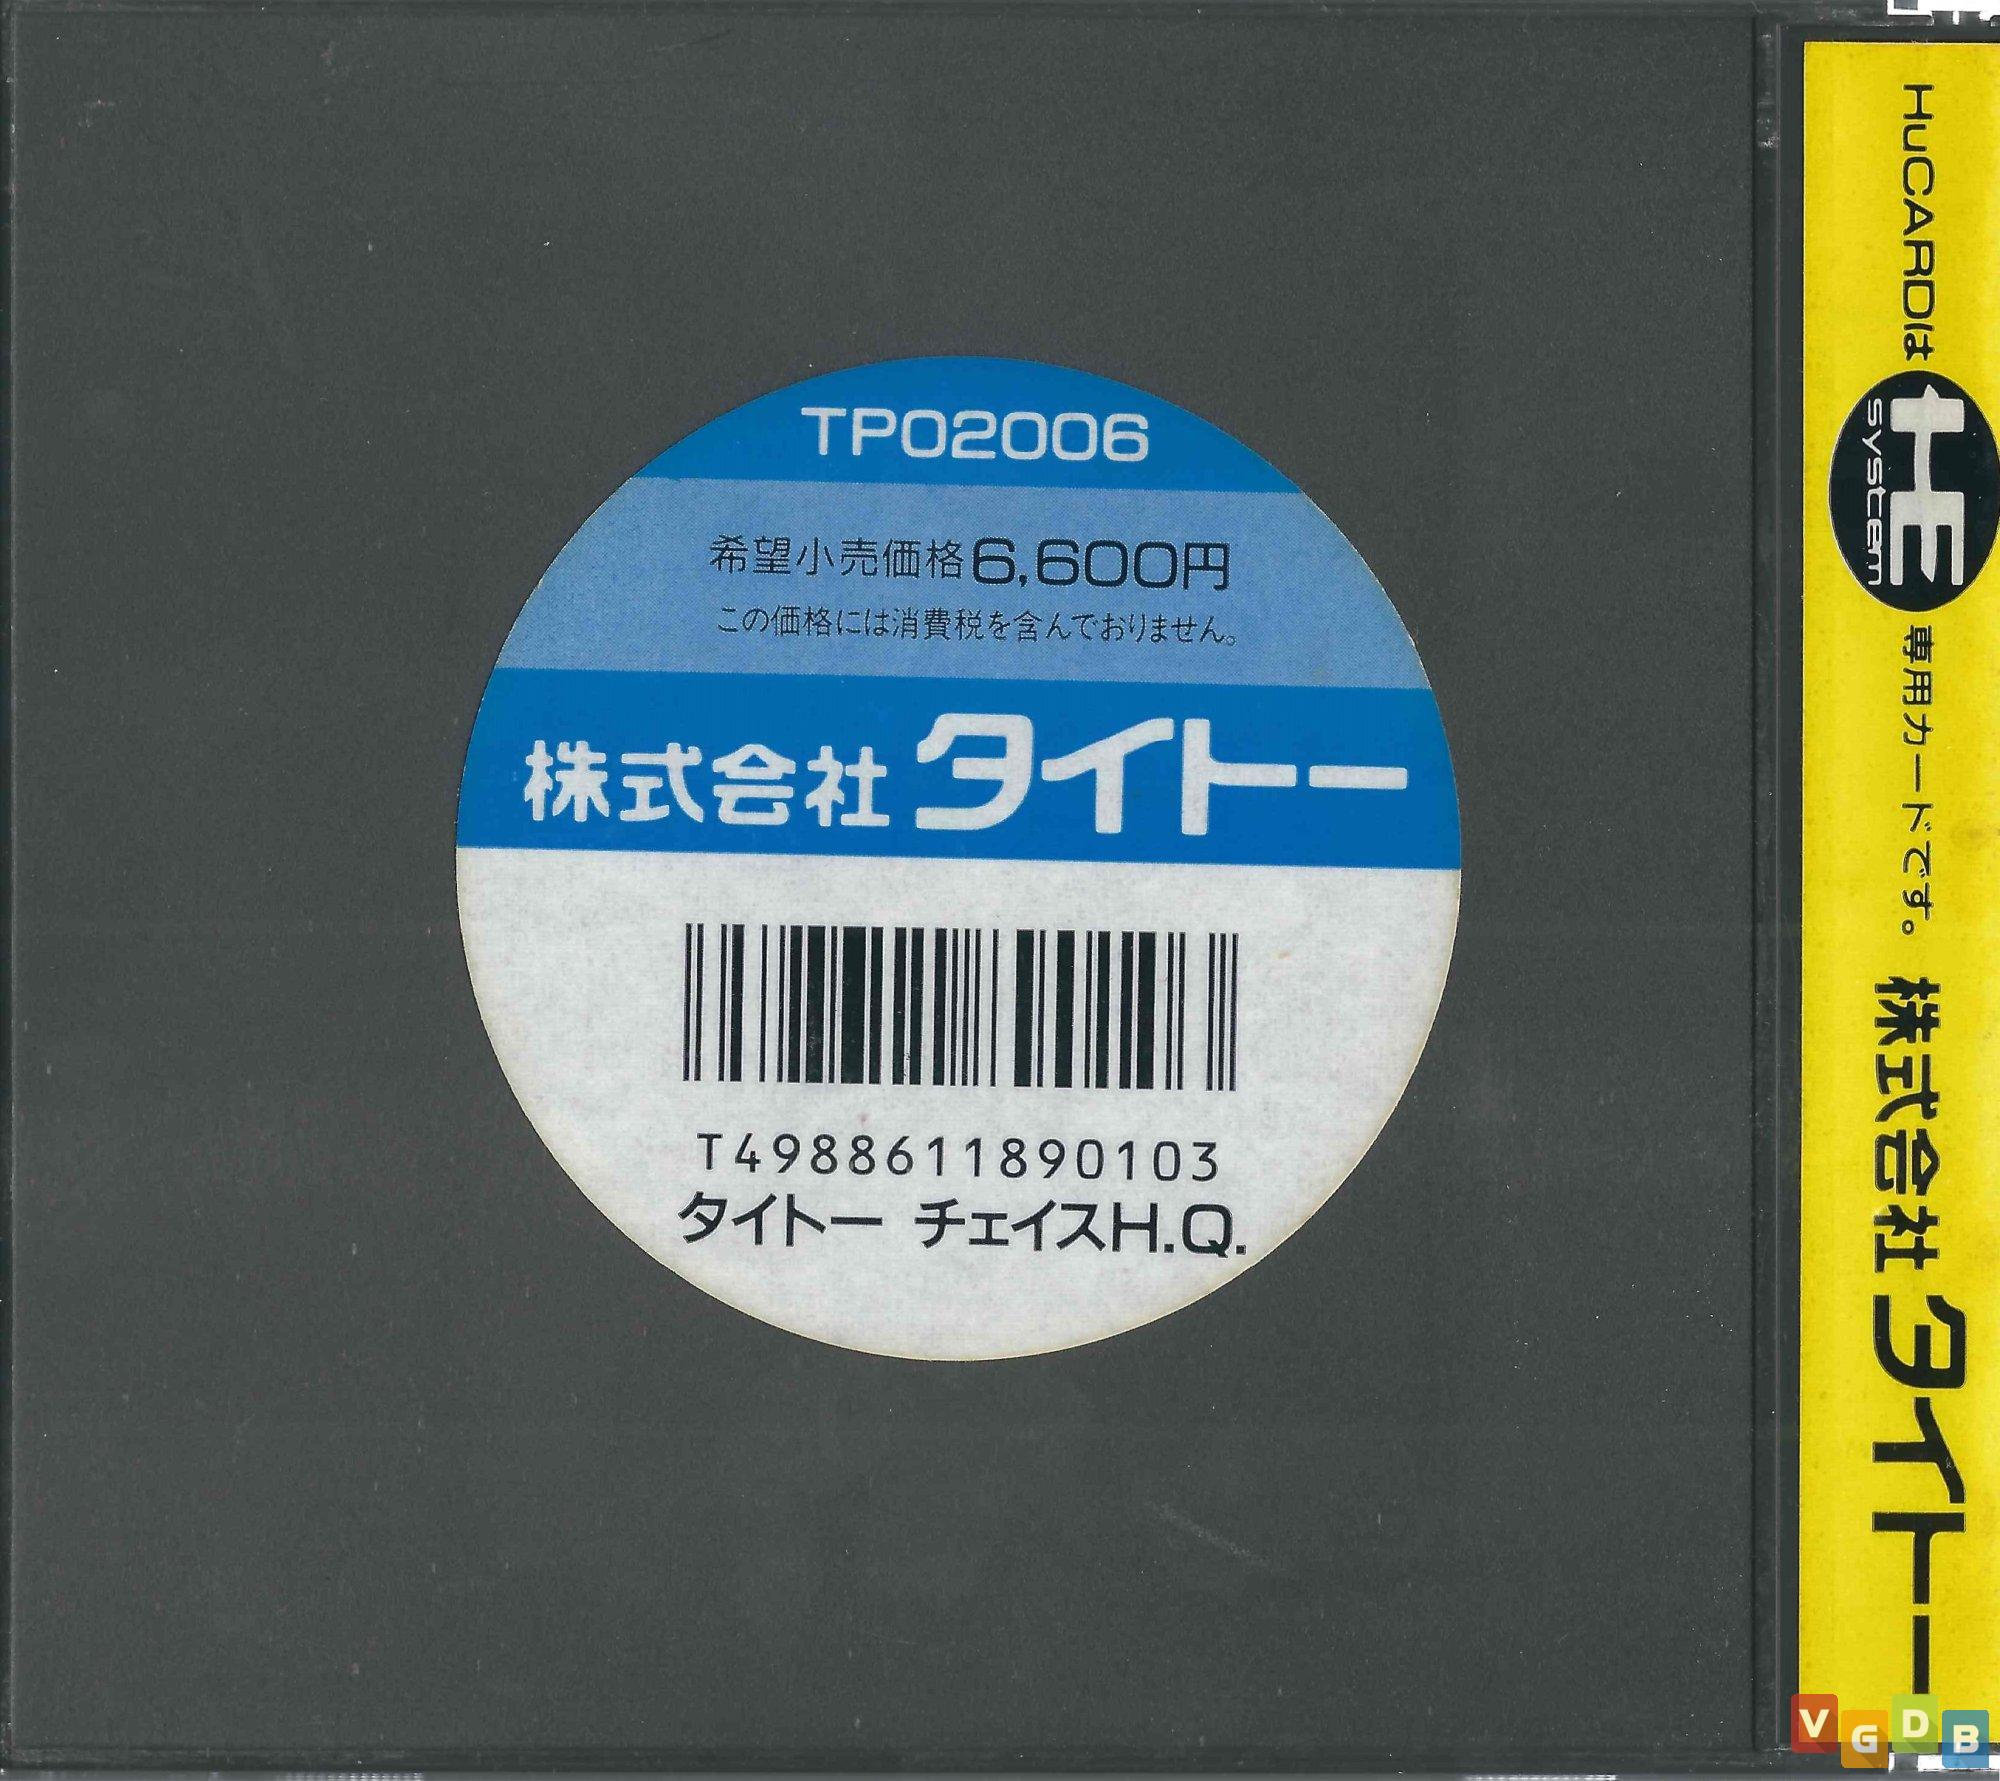 TP02006
希望小売価格6,600円
この価格には消費税を含んでおりません。
株式会社タイトー
T4988611890103
タイトー チェイスH.Q.
HuCARDは HE system 専用カードです。 株式会社タイトー
VGDB